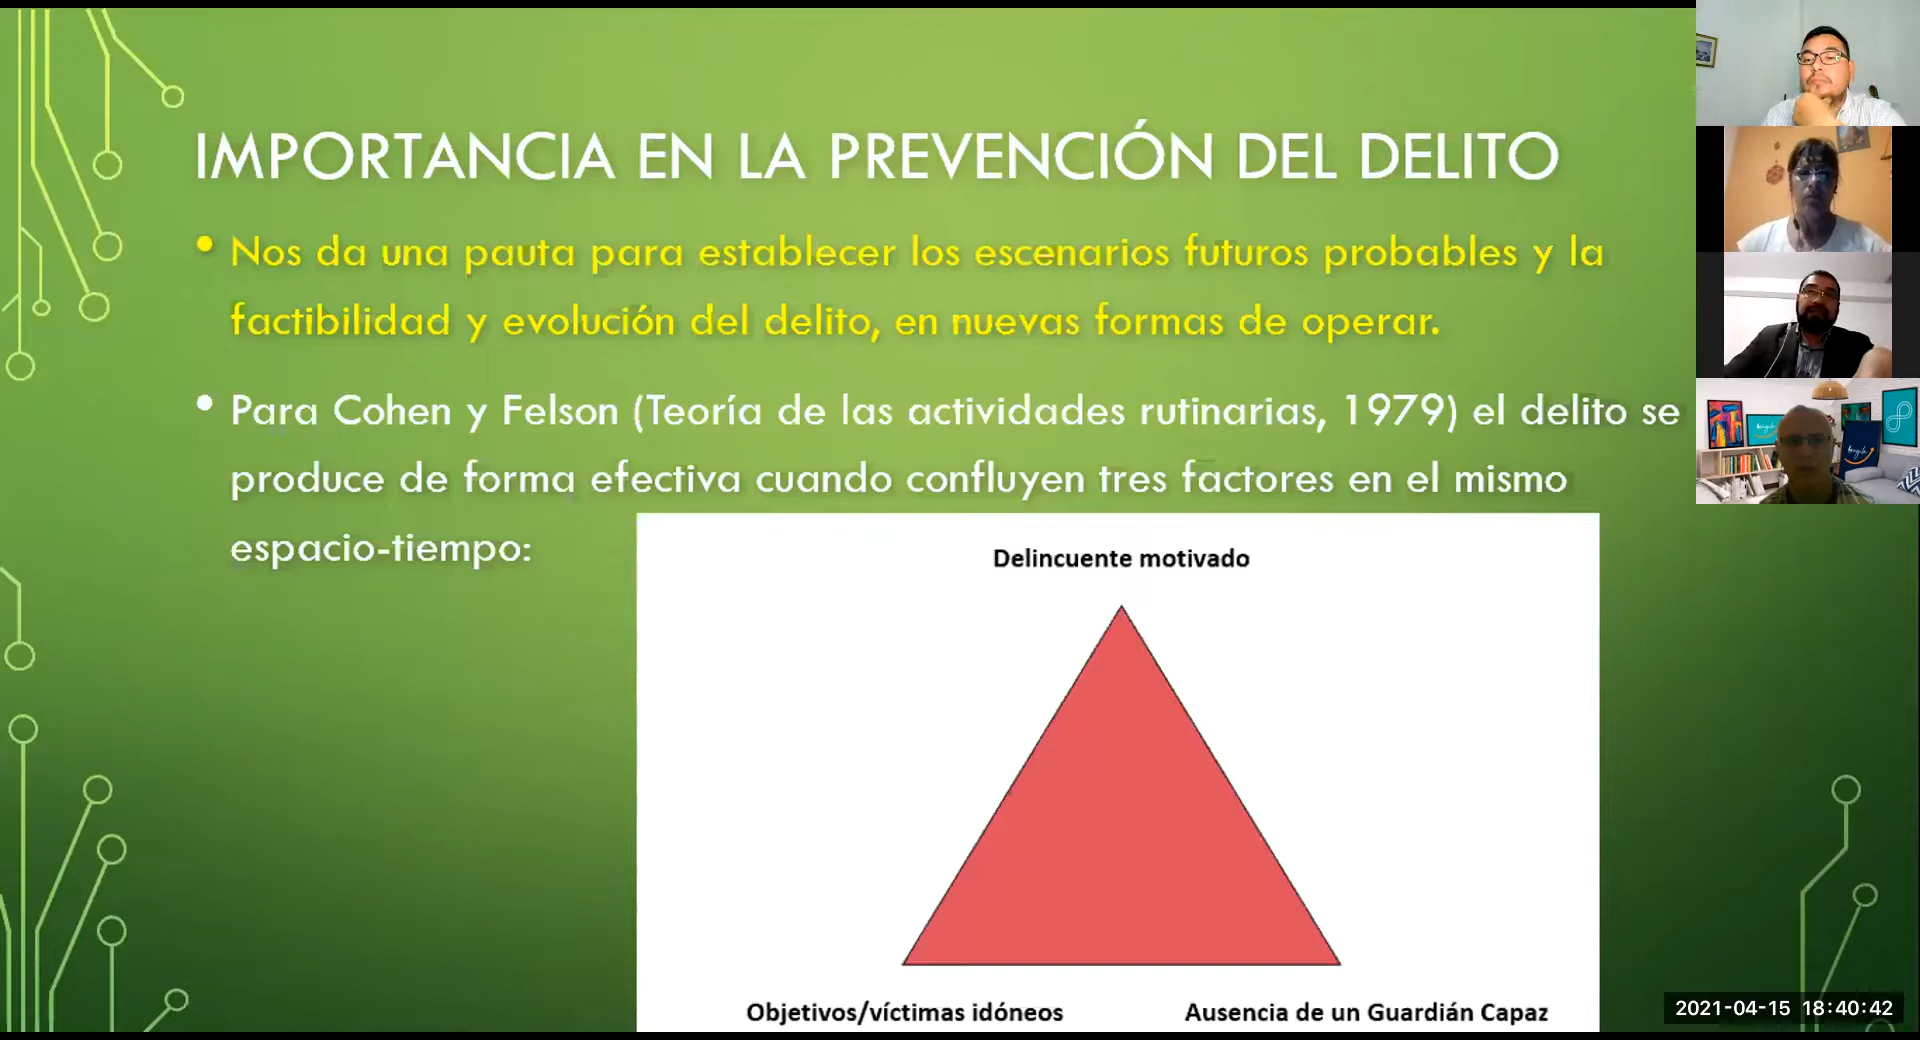 IMPORTANCIA EN LA PREVENCIÓN DEL DELITO
• Nos da una pauta para establecer los escenarios futuros probables y la
factibilidad y evolución del delito, en nuevas formas de operar.
• Para Cohen y Felson (Teoría de las actividades rutinarias, 1979) el delito se
produce de forma efectiva cuando confluyen tres factores en el mismo
espacio-tiempo:
Delincuente motivado
Objetivos/víctimas idóneos
Ausencia de un Guardián Capaz
2021-04-15 18:40:42